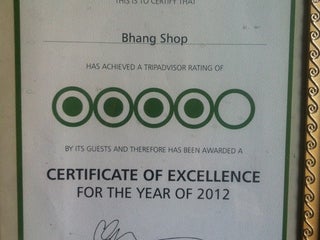 THIS IS TO CERTIFY THAT
Bhang Shop
HAS ACHIEVED A TRIPADVISOR RATING OF
BY ITS GUESTS AND THEREFORE HAS BEEN AWARDED A
CERTIFICATE OF EXCELLENCE
FOR THE YEAR OF 2012